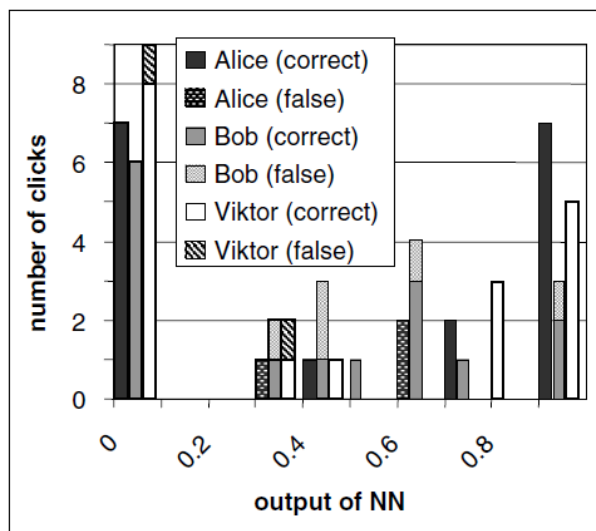 8
6
4
2
0
number of clicks
Alice (correct)
Alice (false)
Bob (correct)
Bob (false)
Viktor (correct)
Viktor (false)
0
0.2
0.4
0.6
0.8
output of NN